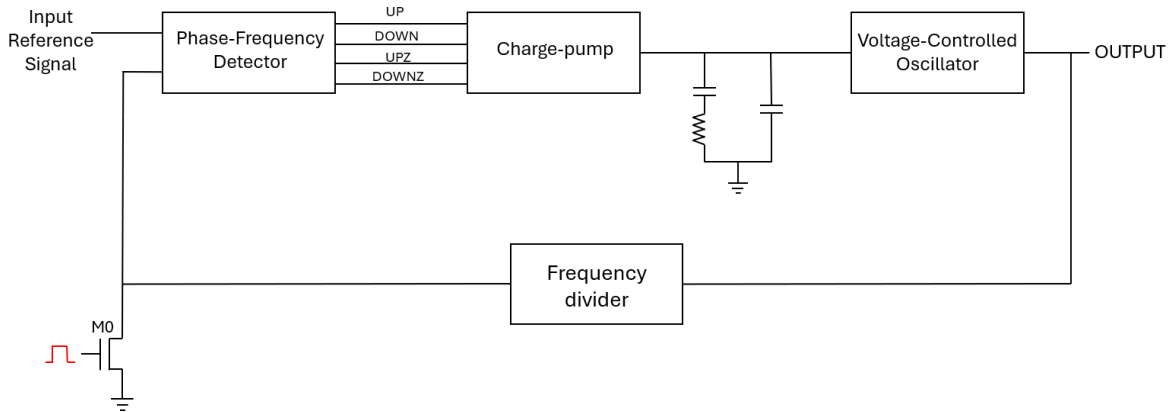 Input
Reference
Signal
Phase-Frequency
Detector
UP
DOWN
UPZ
DOWNZ
Charge-pump
Voltage-Controlled
Oscillator
OUTPUT
Frequency
divider
M0